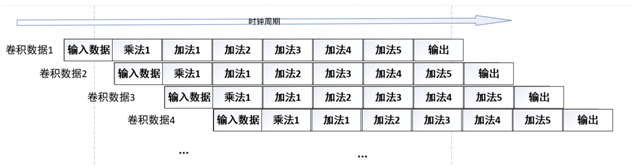 时钟周期
卷积数据1 输入数据 乘法1 加法1 加法2 加法3 加法4 加法5 输出
卷积数据2 输入数据 乘法1 加法1 加法2 加法3 加法4 加法5 输出
卷积数据3 输入数据 乘法1 加法1 加法2 加法3 加法4 加法5 输出
卷积数据4 输入数据 乘法1 加法1 加法2 加法3 加法4 加法5 输出
... ...